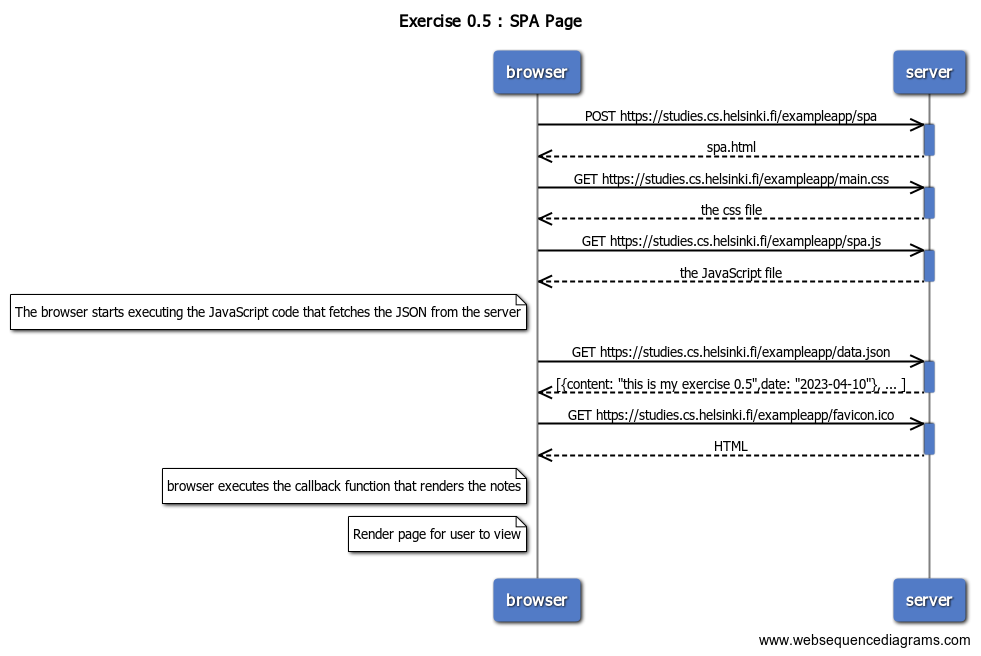 Exercise 0.5 : SPA Page
browser
server
POST https://studies.cs.helsinki.fi/exampleapp/spa
spa.html
GET https://studies.cs.helsinki.fi/exampleapp/main.css
the css file
GET https://studies.cs.helsinki.fi/exampleapp/spa.js
the JavaScript file
The browser starts executing the JavaScript code that fetches the JSON from the server
GET https://studies.cs.helsinki.fi/exampleapp/data.json
[{content: "this is my exercise 0.5",date: "2023-04-10"}, ... ]
GET https://studies.cs.helsinki.fi/exampleapp/favicon.ico
HTML
browser executes the callback function that renders the notes
Render page for user to view
browser
server
www.websequencediagrams.com